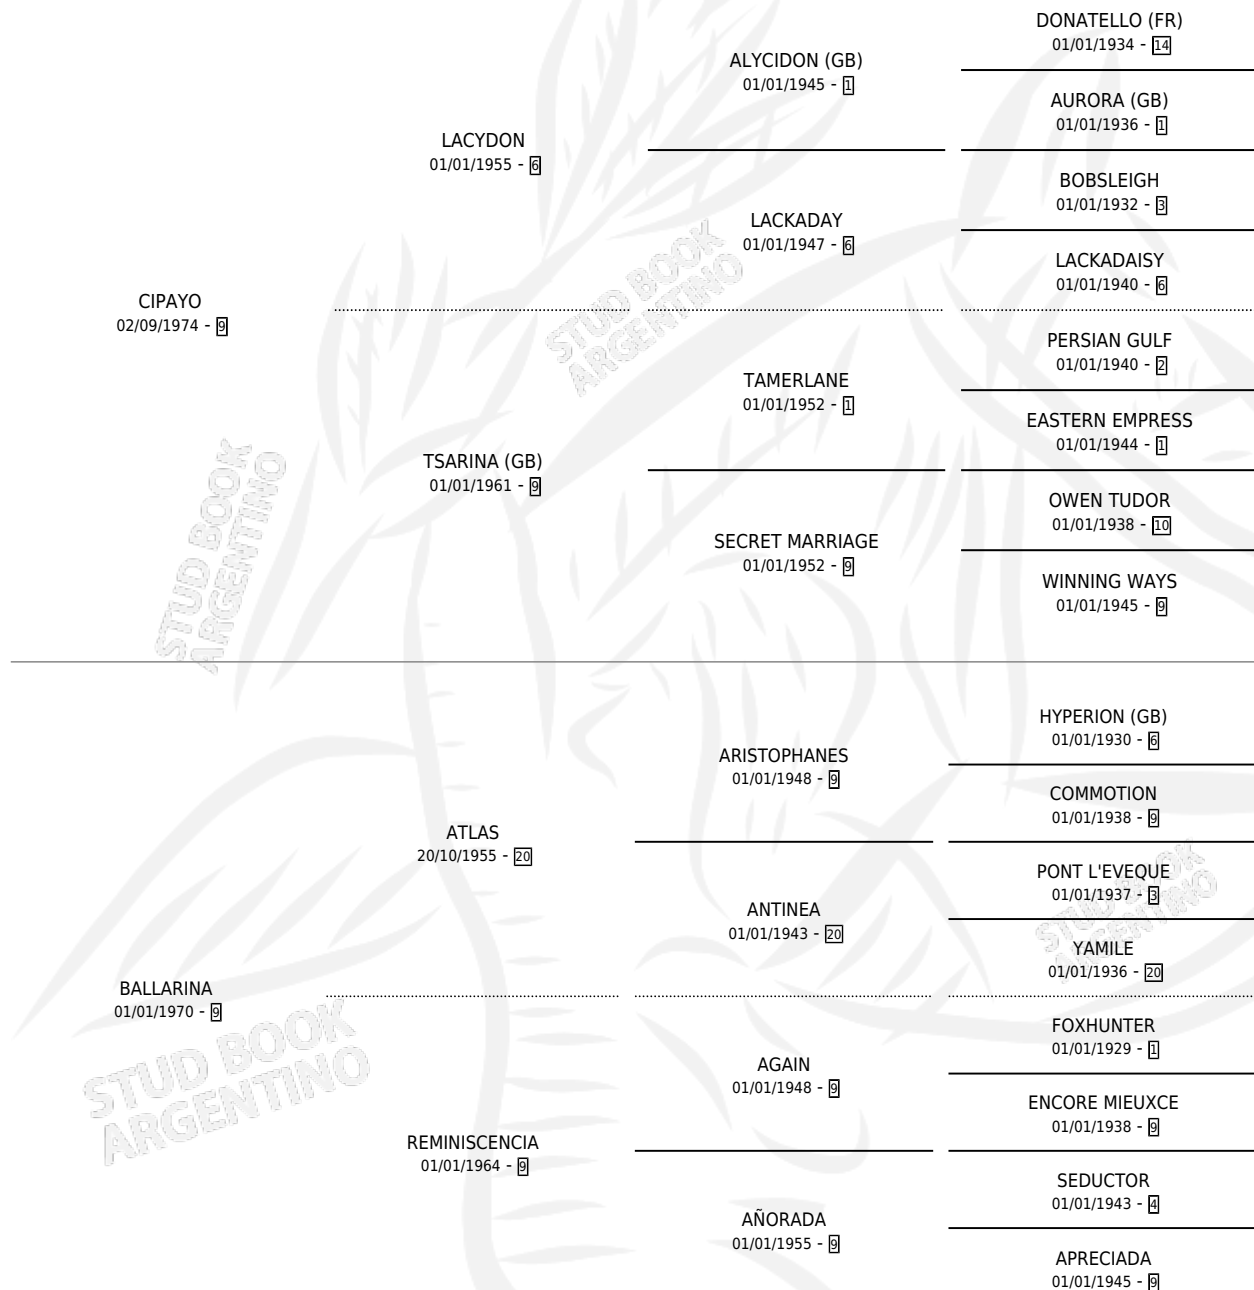 DONATELLO (FR)
01/01/1934 - 14
ALYCIDON (GB)
01/01/1945 - 1
AURORA (GB)
01/01/1936 - 1
LACYDON
01/01/1955 - 6
BOBSLEIGH
01/01/1932 - 3
LACKADAY
01/01/1947 - 6
LACKADAISY
01/01/1940 - 6
CIPAYO
02/09/1974 - 9
PERSIAN GULF
01/01/1940 - 2
TAMERLANE
01/01/1952 - 1
EASTERN EMPRESS
01/01/1944 - 1
TSARINA (GB)
01/01/1961 - 9
OWEN TUDOR
01/01/1938 - 10
SECRET MARRIAGE
01/01/1952 - 9
WINNING WAYS
01/01/1945 - 9
HYPERION (GB)
01/01/1930 - 6
ARISTOPHANES
01/01/1948 - 9
COMMOTION
01/01/1938 - 9
ATLAS
20/10/1955 - 20
PONT L'EVEQUE
01/01/1937 - 3
ANTINEA
01/01/1943 - 20
YAMILE
01/01/1936 - 20
BALLARINA
01/01/1970 - 9
FOXHUNTER
01/01/1929 - 1
AGAIN
01/01/1948 - 9
ENCORE MIEUXCE
01/01/1938 - 9
REMINISCENCIA
01/01/1964 - 9
SEDUCTOR
01/01/1943 - 4
AÑORADA
01/01/1955 - 9
APRECIADA
01/01/1945 - 9
STUD BOOK
ARGENTINO
STUD BOOK
ARGENTINO
STUD BOOK
ARGENTINO
STUD BOOK
ARGENTINO